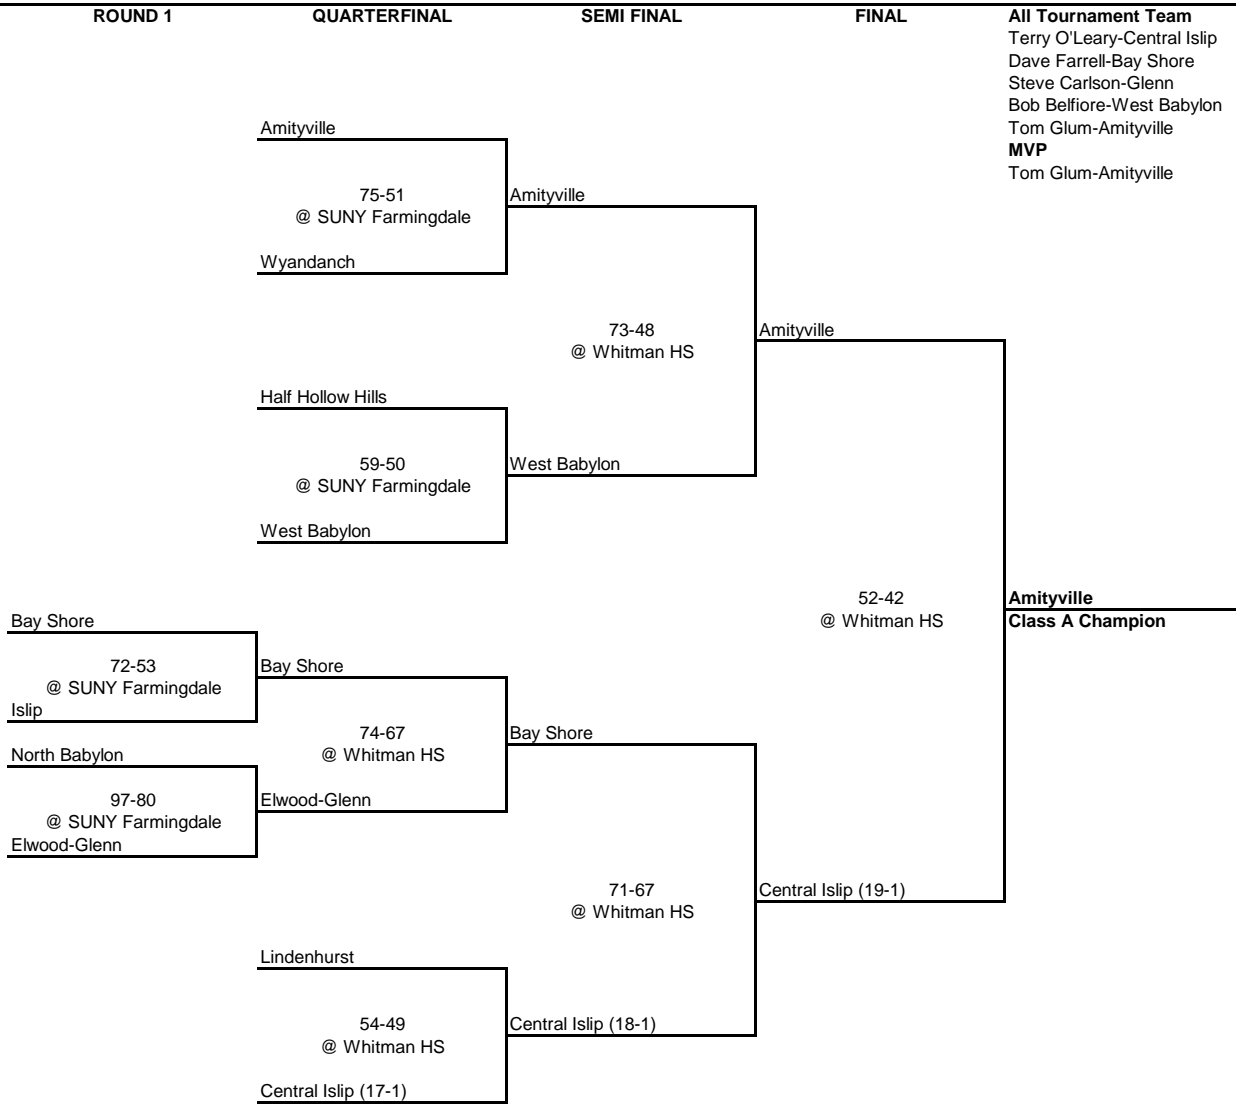 ROUND 1 QUARTERFINAL SEMI FINAL FINAL All Tournament Team
Terry O'Leary-Central Islip
Dave Farrell-Bay Shore
Steve Carlson-Glenn
Bob Belfiore-West Babylon
Tom Glum-Amityville
MVP
Tom Glum-Amityville
Amityville
75-51
@ SUNY Farmingdale
Amityville
Wyandanch
73-48
@ Whitman HS
Amityville
Half Hollow Hills
59-50
@ SUNY Farmingdale
West Babylon
West Babylon
52-42
@ Whitman HS
Amityville
Class A Champion
Bay Shore
72-53
@ SUNY Farmingdale
Bay Shore
Islip
74-67
@ Whitman HS
Bay Shore
North Babylon
97-80
@ SUNY Farmingdale
Elwood-Glenn
Elwood-Glenn
71-67
@ Whitman HS
Central Islip (19-1)
Lindenhurst
54-49
@ Whitman HS
Central Islip (18-1)
Central Islip (17-1)